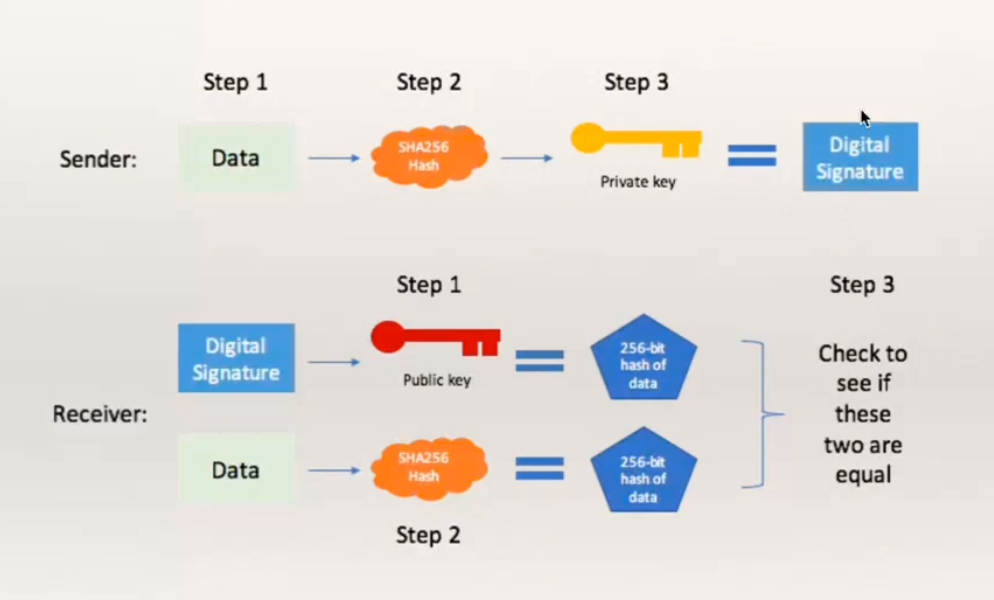 Step 1
Step 2
Step 3
Sender:
Data
SHA256
Hash
Private key
Digital
Signature
Step 1
Step 3
Receiver:
Digital
Signature
Public key
256-bit
hash of
data
Data
SHA256
Hash
256-bit
hash of
data
Step 2
Check to
see if
these
two are
equal